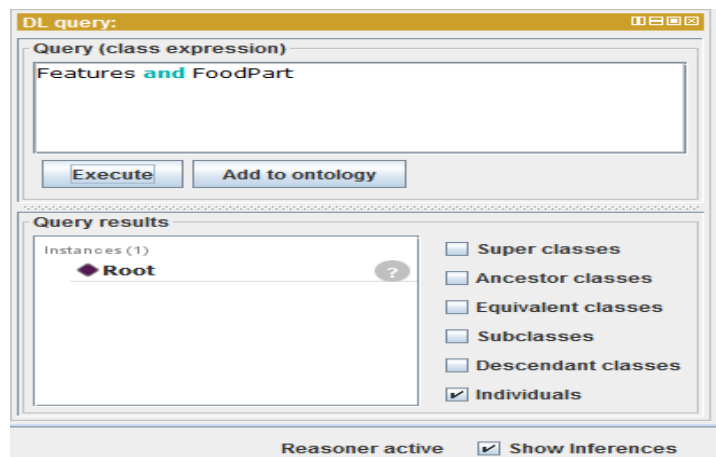 DL query:
Query (class expression)
Features and FoodPart
Execute
Add to ontology
Query results
Instances (1)
Root
?
Super classes
Ancestor classes
Equivalent classes
Subclasses
Descendant classes
Individuals
Reasoner active
Show Inferences